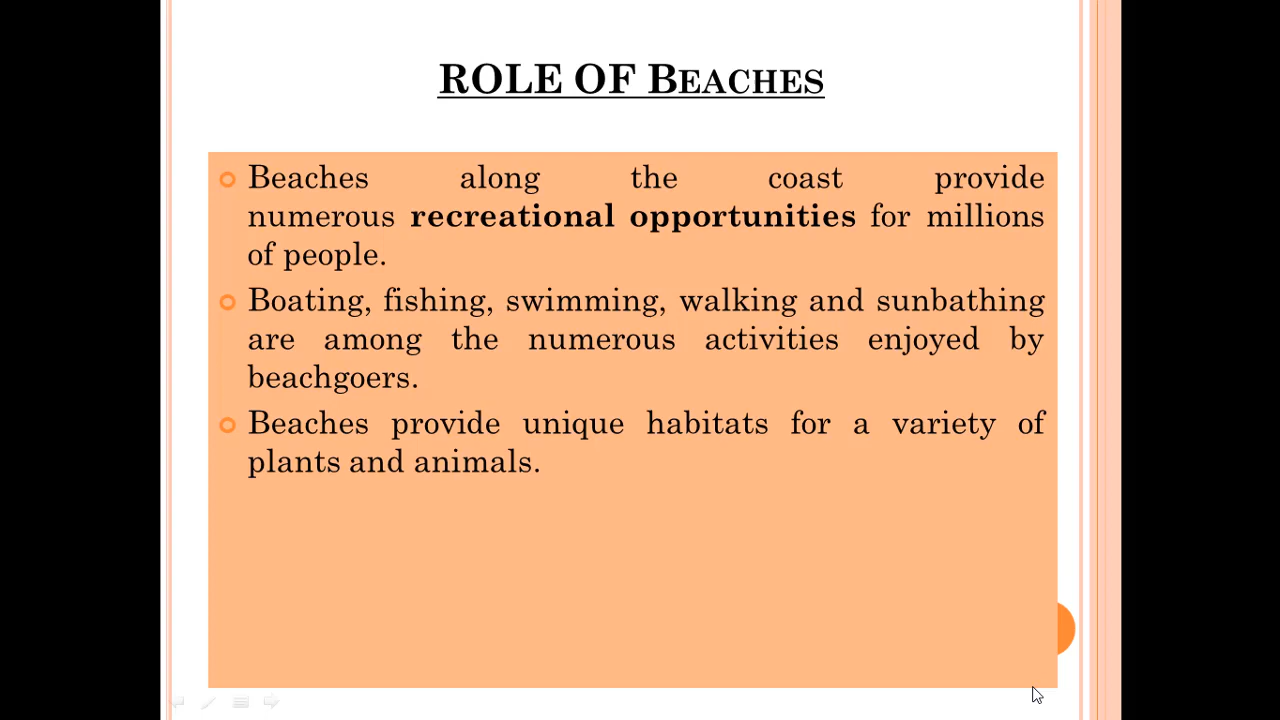 ROLE OF BEACHES
Beaches along the coast provide
numerous recreational opportunities for millions
of people.
Boating, fishing, swimming, walking and sunbathing
are among the numerous activities enjoyed by
beachgoers.
Beaches provide unique habitats for a variety of
plants and animals.